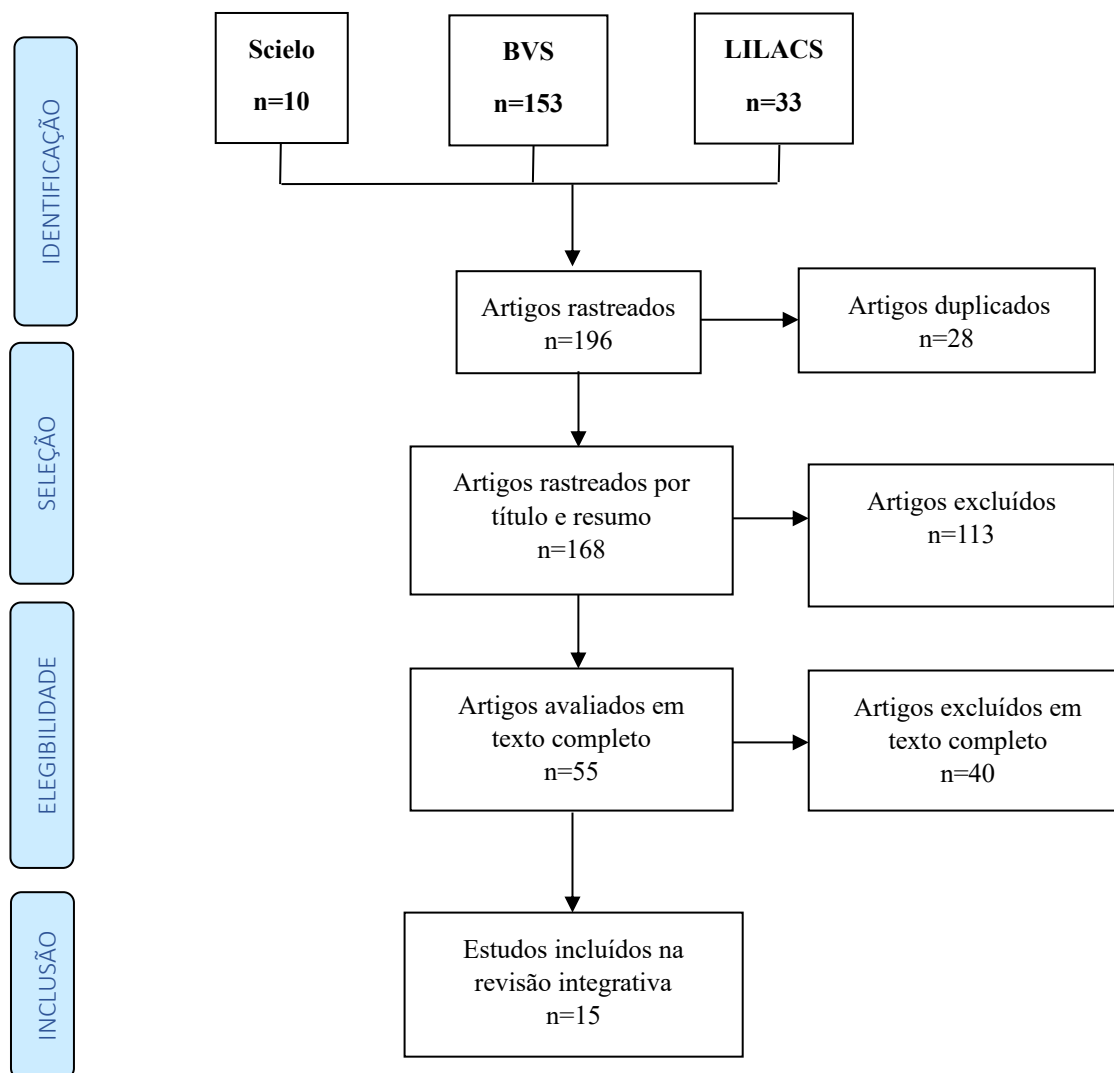 IDENTIFICAÇÃO
Scielo
n=10
BVS
n=153
LILACS
n=33
Artigos rastreados
n=196
Artigos duplicados
n=28
SELEÇÃO
Artigos rastreados por
título e resumo
n=168
Artigos excluídos
n=113
ELEGIBILIDADE
Artigos avaliados em
texto completo
n=55
Artigos excluídos em
texto completo
n=40
INCLUSÃO
Estudos incluídos na
revisão integrativa
n=15